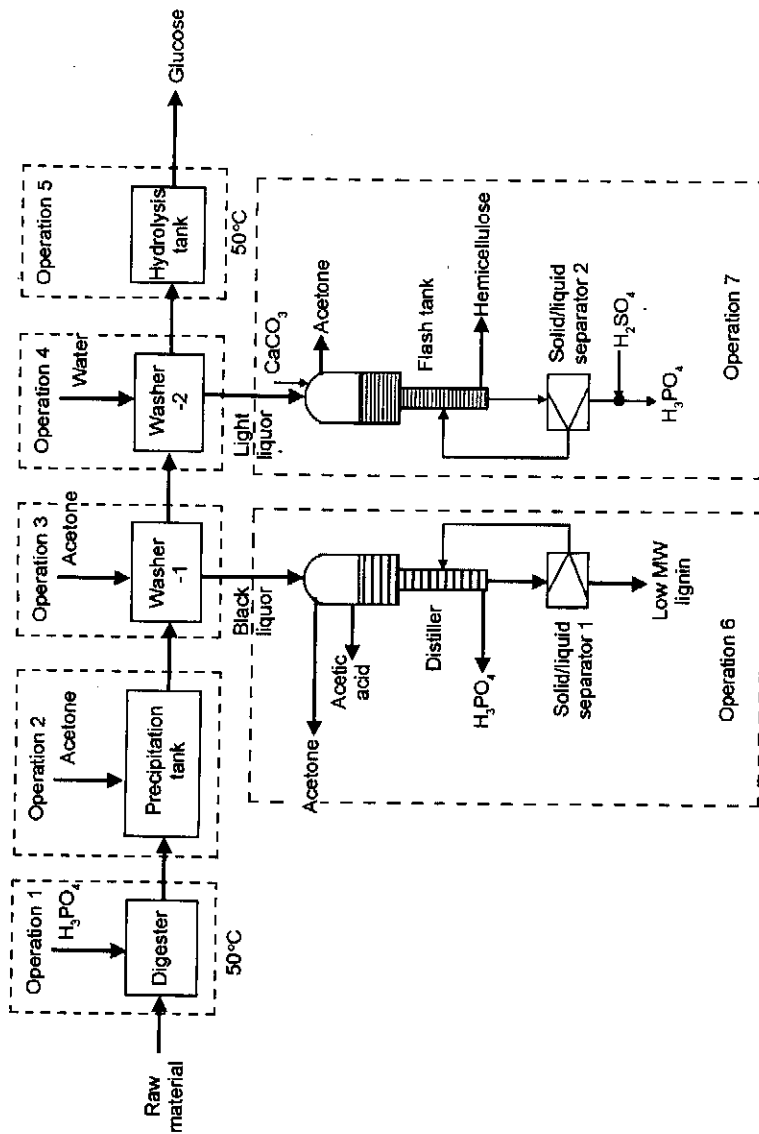 Operation 1
H₃PO₄
Digester
50°C
Raw
material
Operation 2
Acetone
Precipitation
tank
Operation 3
Acetone
Washer
-1
Black
liquor
Operation 4
Water
Washer
-2
Light
liquor
Operation 5
Hydrolysis
tank
50°C
Glucose
Acetone
Acetic
acid
Distiller
H₃PO₄
Solid/liquid
separator 1
Low MW
lignin
Operation 6
CaCO₃
Acetone
Flash tank
Hemicellulose
Solid/liquid
separator 2
H₂SO₄
H₃PO₄
Operation 7